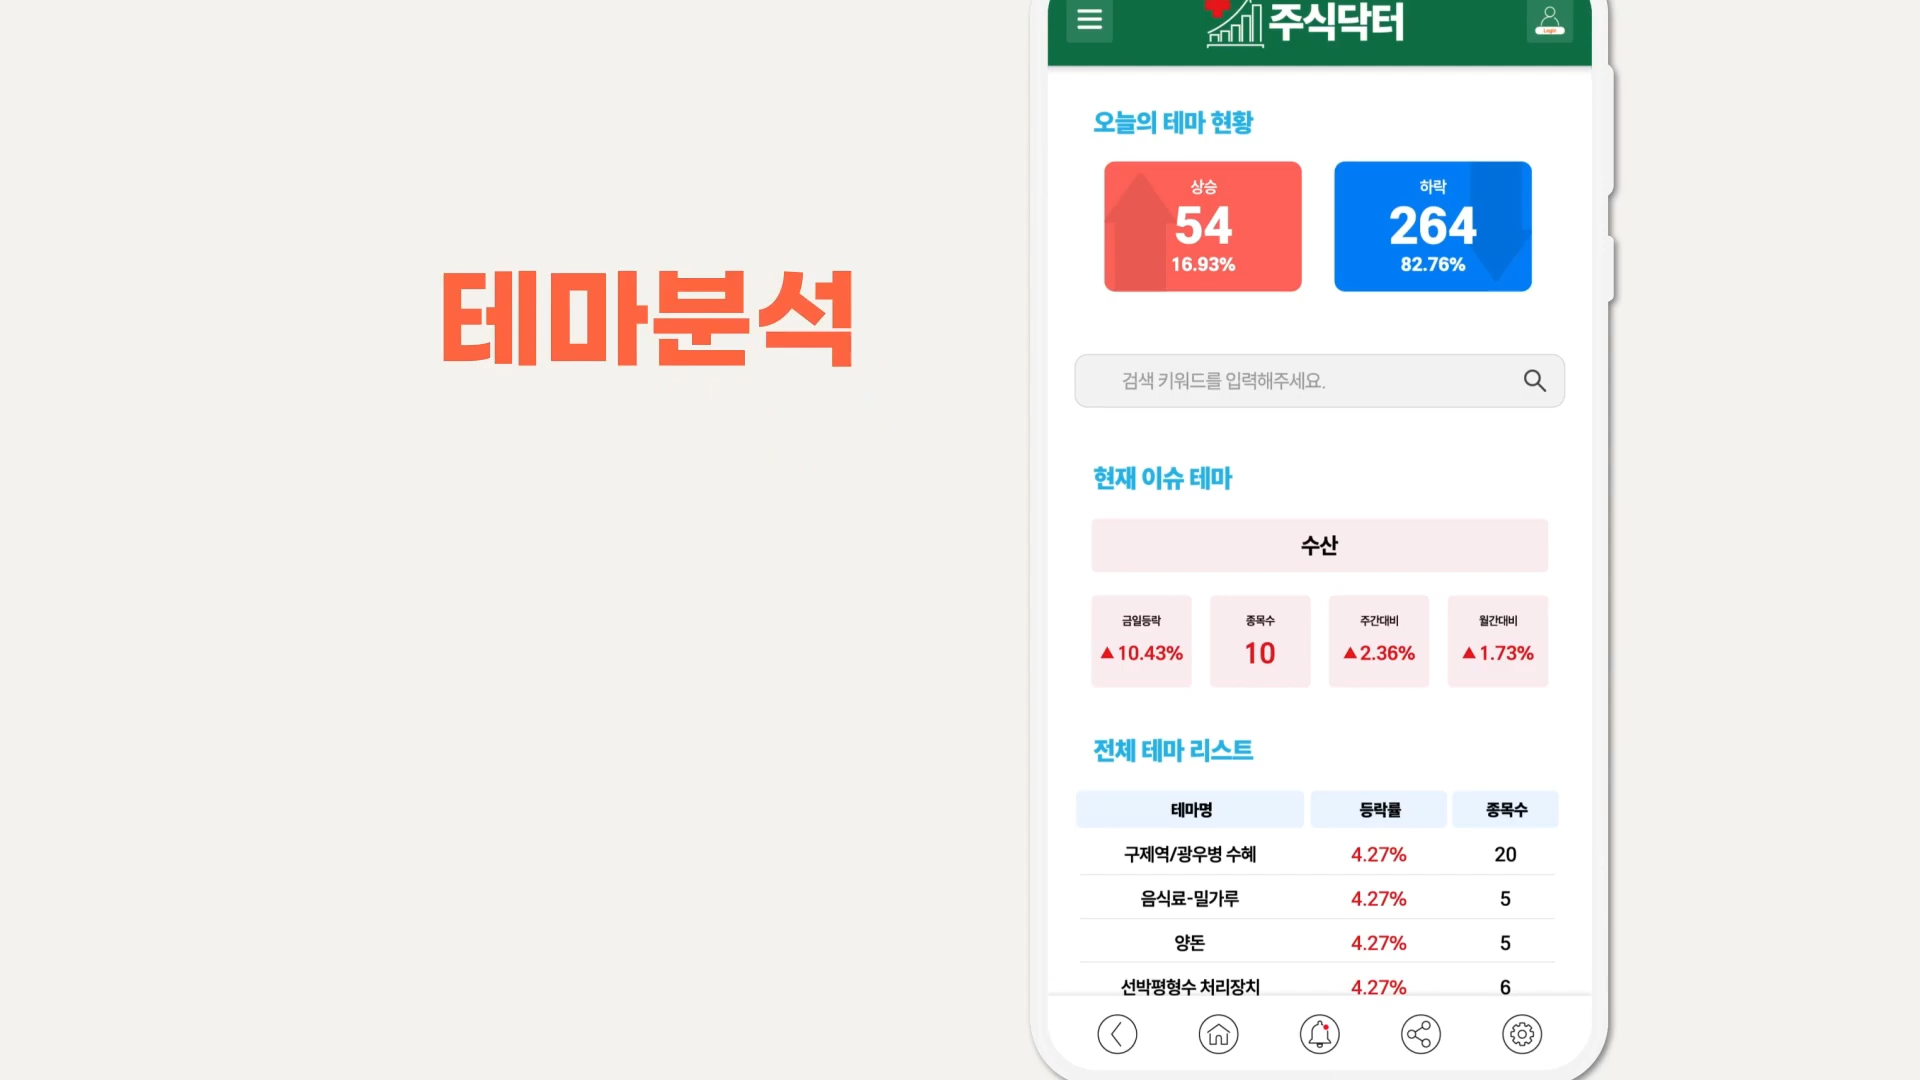 테마분석
주식닥터
Login
오늘의 테마 현황
상승
54
16.93%
하락
264
82.76%
검색 키워드를 입력해주세요.
현재 이슈 테마
수산
금일등락
▲10.43%
종목수
10
주간대비
▲2.36%
월간대비
▲1.73%
전체 테마 리스트
테마명 등락률 종목수
구제역/광우병 수혜 4.27% 20
음식료-밀가루 4.27% 5
양돈 4.27% 5
선박평형수 처리장치 4.27% 6